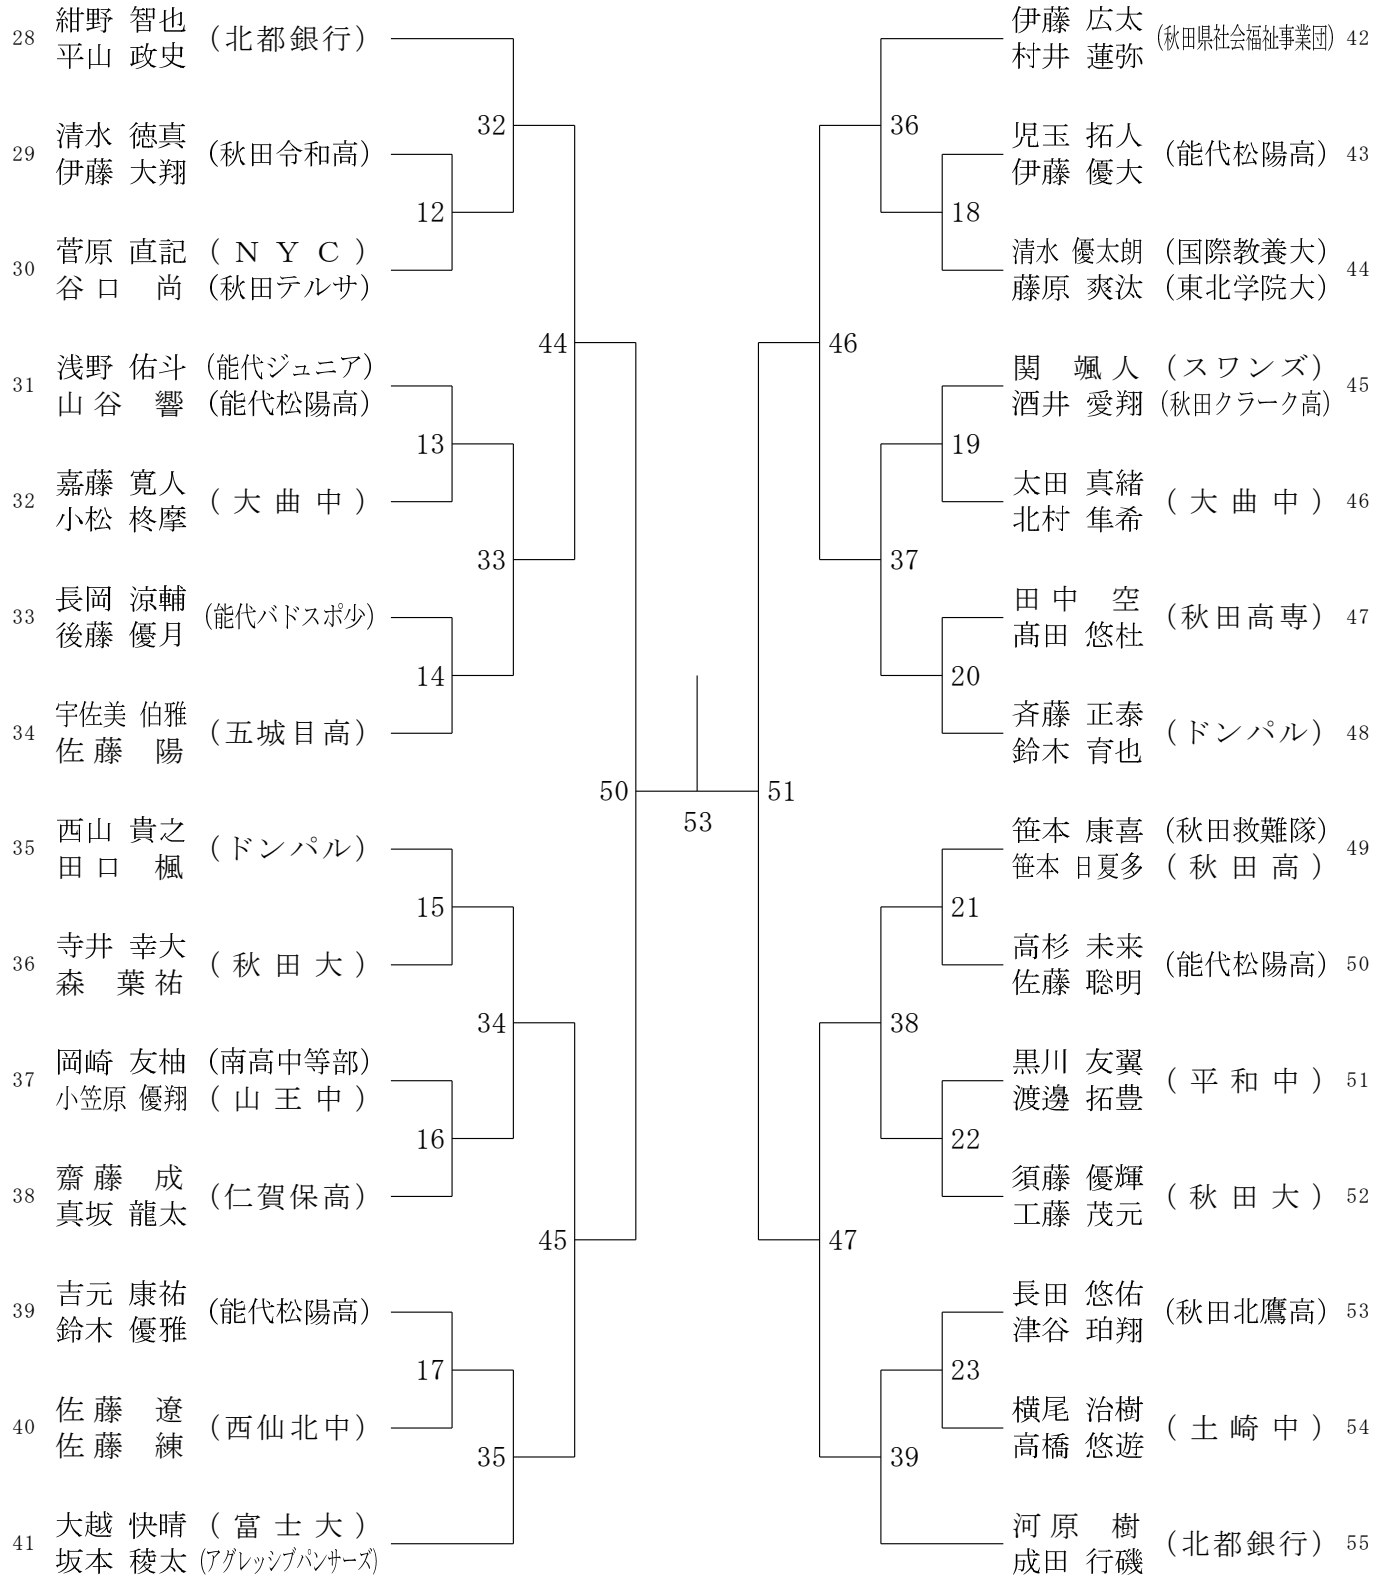 28 紺野 智也 (北都銀行)
平山 政史
29 清水 徳真 (秋田令和高)
伊藤 大翔
30 菅原 直記 (NYC)
谷口 尚 (秋田テルサ)
31 浅野 佑斗 (能代ジュニア)
山谷 響 (能代松陽高)
32 嘉藤 寛人 (大曲中)
小松 柊摩
33 長岡 涼輔 (能代バドスポ少)
後藤 優月
34 宇佐美 伯雅 (五城目高)
佐藤 陽
35 西山 貴之 (ドンパル)
田口 楓
36 寺井 幸大 (秋田大)
森 葉祐
37 岡崎 友柚 (南高中等部)
小笠原 優翔 (山王中)
38 齋藤 成 (仁賀保高)
真坂 龍太
39 吉元 康祐 (能代松陽高)
鈴木 優雅
40 佐藤 遼 (西仙北中)
佐藤 練
41 大越 快晴 (富士大)
坂本 稜太 (アグレッシブパンサーズ)
32
12
44
13
33
14
50
15
34
16
45
17
35
53
36
18
46
19
37
20
51
21
38
22
47
23
39
伊藤 広太 (秋田県社会福祉事業団) 42
村井 蓮弥
児玉 拓人 (能代松陽高) 43
伊藤 優大
清水 優太朗 (国際教養大) 44
藤原 爽汰 (東北学院大)
関 颯人 (スワンズ) 45
酒井 愛翔 (秋田クラーク高)
太田 真緒 (大曲中) 46
北村 隼希
田中 空 (秋田高専) 47
髙田 悠杜
斉藤 正泰 (ドンパル) 48
鈴木 育也
笹本 康喜 (秋田救難隊) 49
笹本 日夏多 (秋田高)
高杉 未来 (能代松陽高) 50
佐藤 聡明
黒川 友翼 (平和中) 51
渡邊 拓豊
須藤 優輝 (秋田大) 52
工藤 茂元
長田 悠佑 (秋田北鷹高) 53
津谷 珀翔
横尾 治樹 (土崎中) 54
高橋 悠遊
河原 樹 (北都銀行) 55
成田 行磯